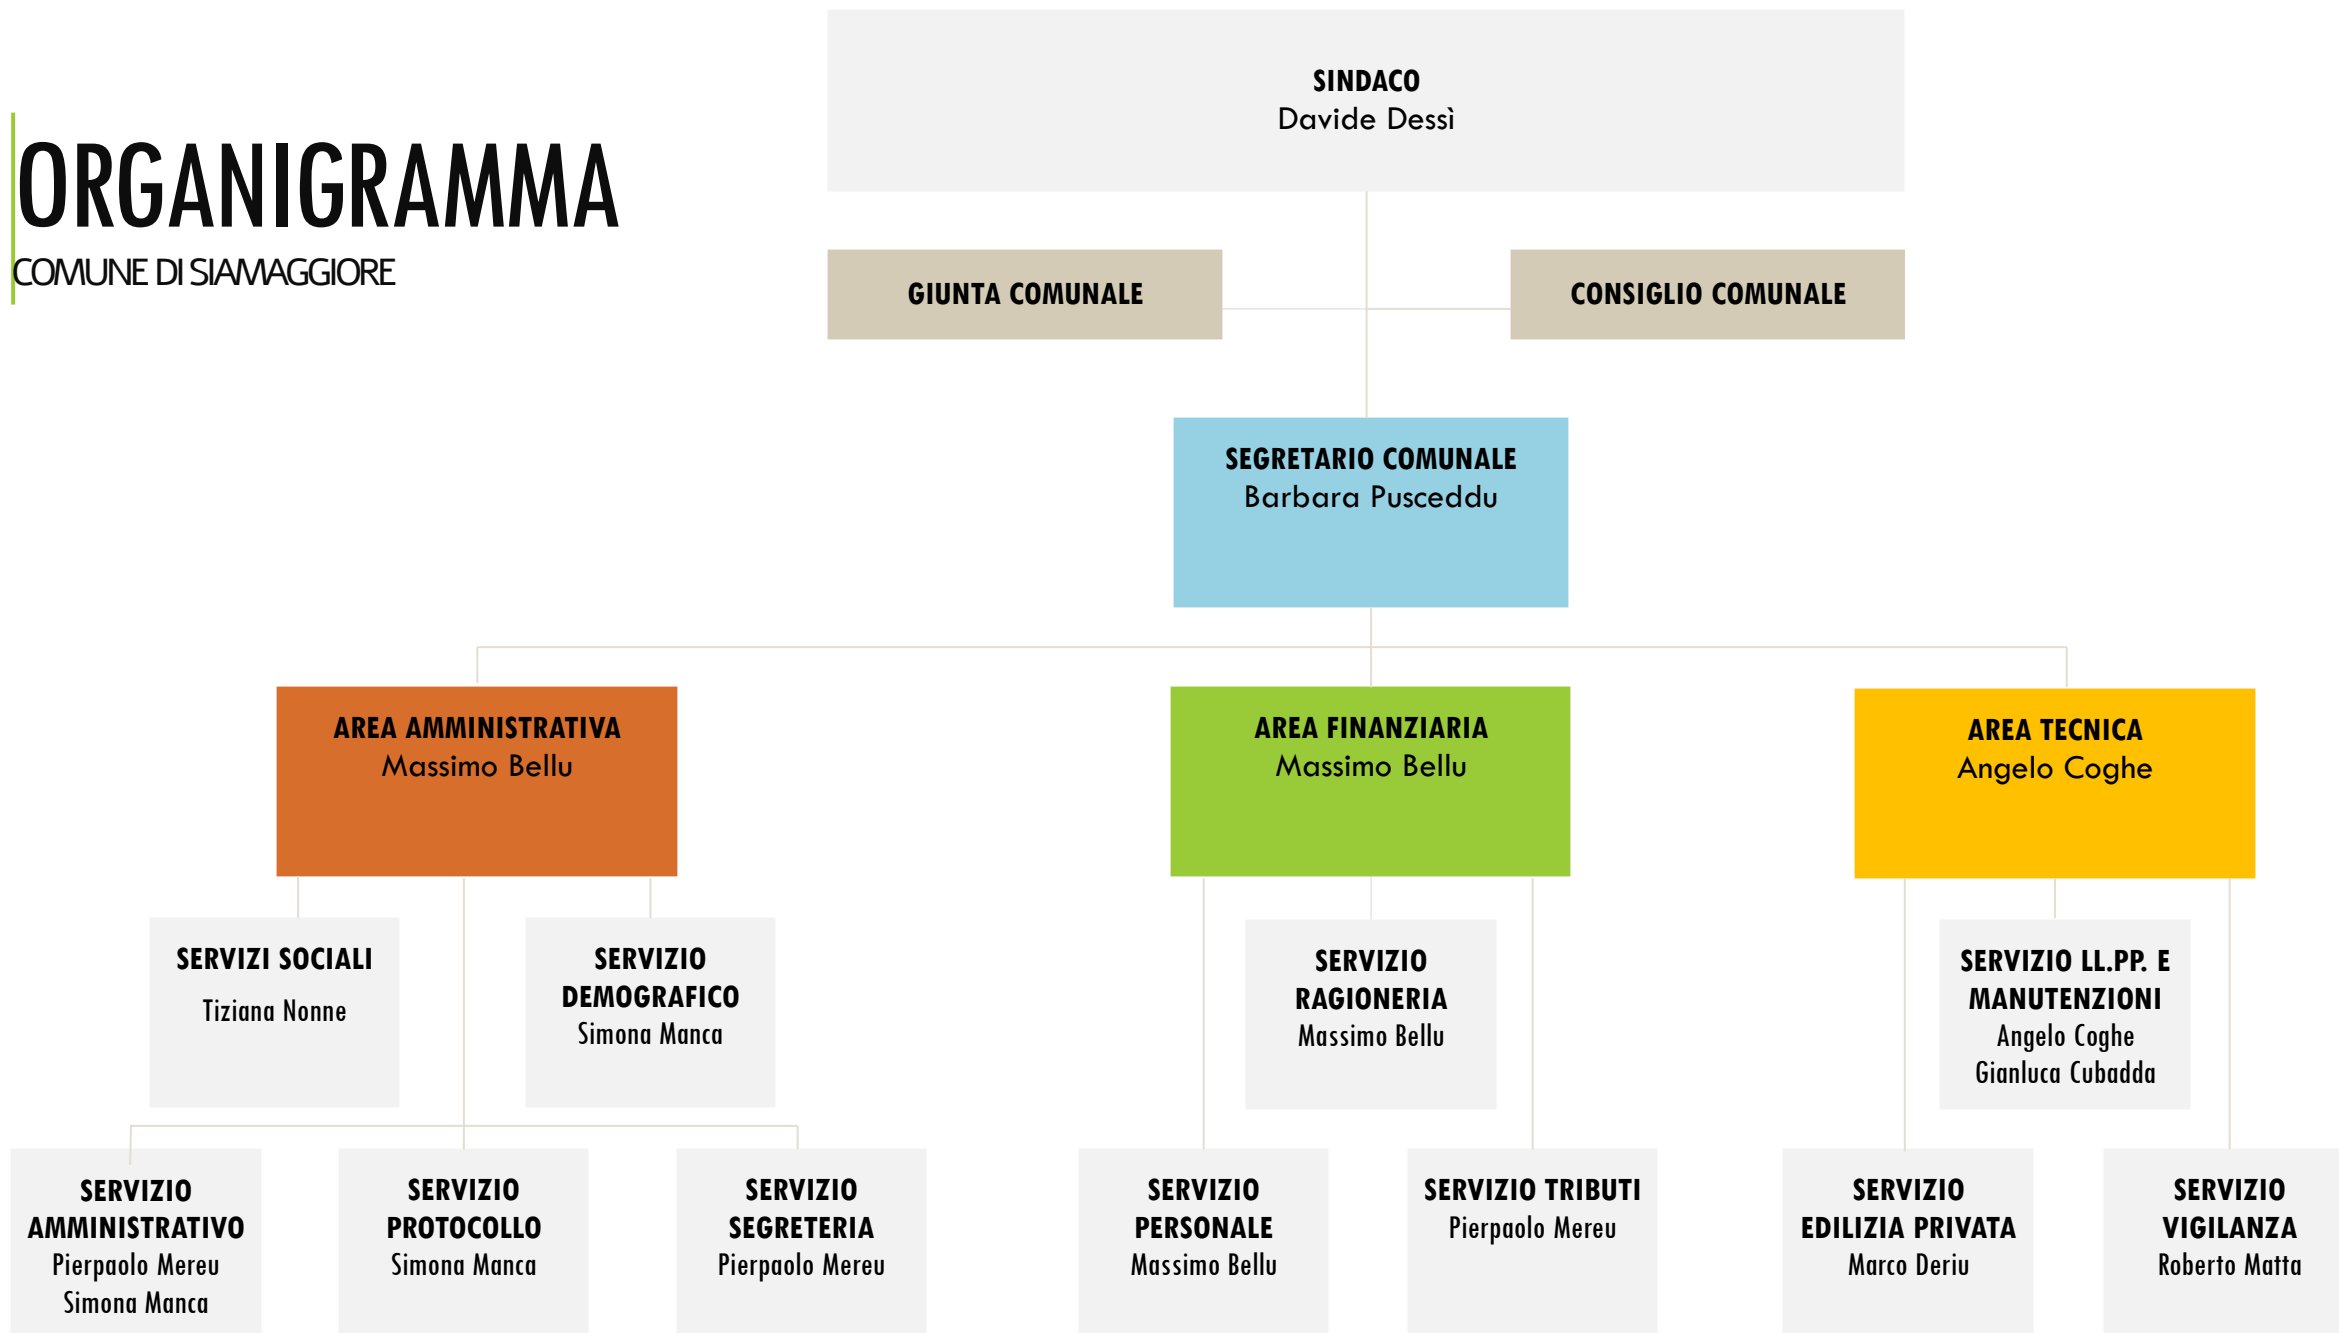 ORGANIGRAMMA
COMUNE DI SIAMAGGIORE
SINDACO
Davide Dessì
GIUNTA COMUNALE
CONSIGLIO COMUNALE
SEGRETARIO COMUNALE
Barbara Pusceddu
AREA AMMINISTRATIVA
Massimo Bellu
AREA FINANZIARIA
Massimo Bellu
AREA TECNICA
Angelo Coghe
SERVIZI SOCIALI
Tiziana Nonne
SERVIZIO
DEMOGRAFICO
Simona Manca
SERVIZIO
RAGIONERIA
Massimo Bellu
SERVIZIO LL.PP. E
MANUTENZIONI
Angelo Coghe
Gianluca Cubadda
SERVIZIO
AMMINISTRATIVO
Pierpaolo Mereu
Simona Manca
SERVIZIO
PROTOCOLLO
Simona Manca
SERVIZIO
SEGRETERIA
Pierpaolo Mereu
SERVIZIO
PERSONALE
Massimo Bellu
SERVIZIO TRIBUTI
Pierpaolo Mereu
SERVIZIO
EDILIZIA PRIVATA
Marco Deriu
SERVIZIO
VIGILANZA
Roberto Matta